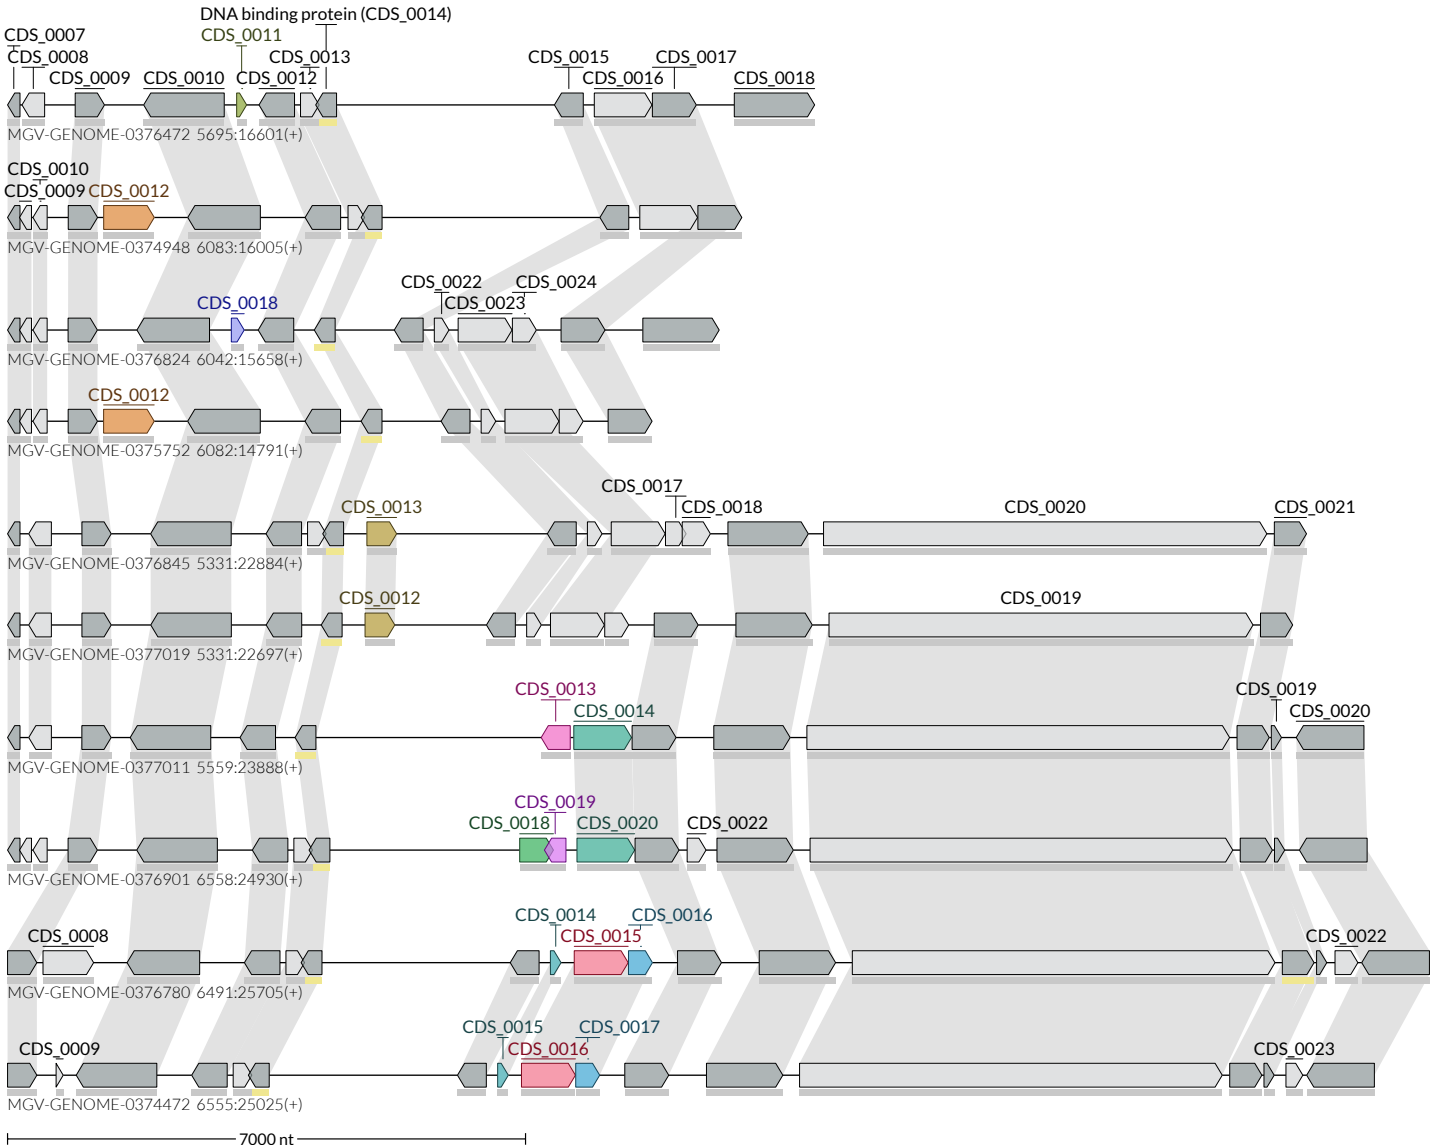 DNA binding protein (CDS_0014)
CDS_0007 CDS_0011
CDS_0008 CDS_0013 CDS_0015 CDS_0017
CDS_0009 CDS_0010 CDS_0012 CDS_0016 CDS_0018
MGV-GENOME-0376472 5695:16601(+)
CDS_0010
CDS_0009 CDS_0012
MGV-GENOME-0374948 6083:16005(+)
CDS_0022 CDS_0024
CDS_0018 CDS_0023
MGV-GENOME-0376824 6042:15658(+)
CDS_0012
MGV-GENOME-0375752 6082:14791(+)
CDS_0017
CDS_0013 CDS_0018 CDS_0020 CDS_0021
MGV-GENOME-0376845 5331:22884(+)
CDS_0012 CDS_0019
MGV-GENOME-0377019 5331:22697(+)
CDS_0013 CDS_0019
CDS_0014 CDS_0020
MGV-GENOME-0377011 5559:23888(+)
CDS_0019
CDS_0018 CDS_0020 CDS_0022
MGV-GENOME-0376901 6558:24930(+)
CDS_0014 CDS_0016
CDS_0008 CDS_0015 CDS_0022
MGV-GENOME-0376780 6491:25705(+)
CDS_0015 CDS_0017
CDS_0009 CDS_0016 CDS_0023
MGV-GENOME-0374472 6555:25025(+)
7000 nt